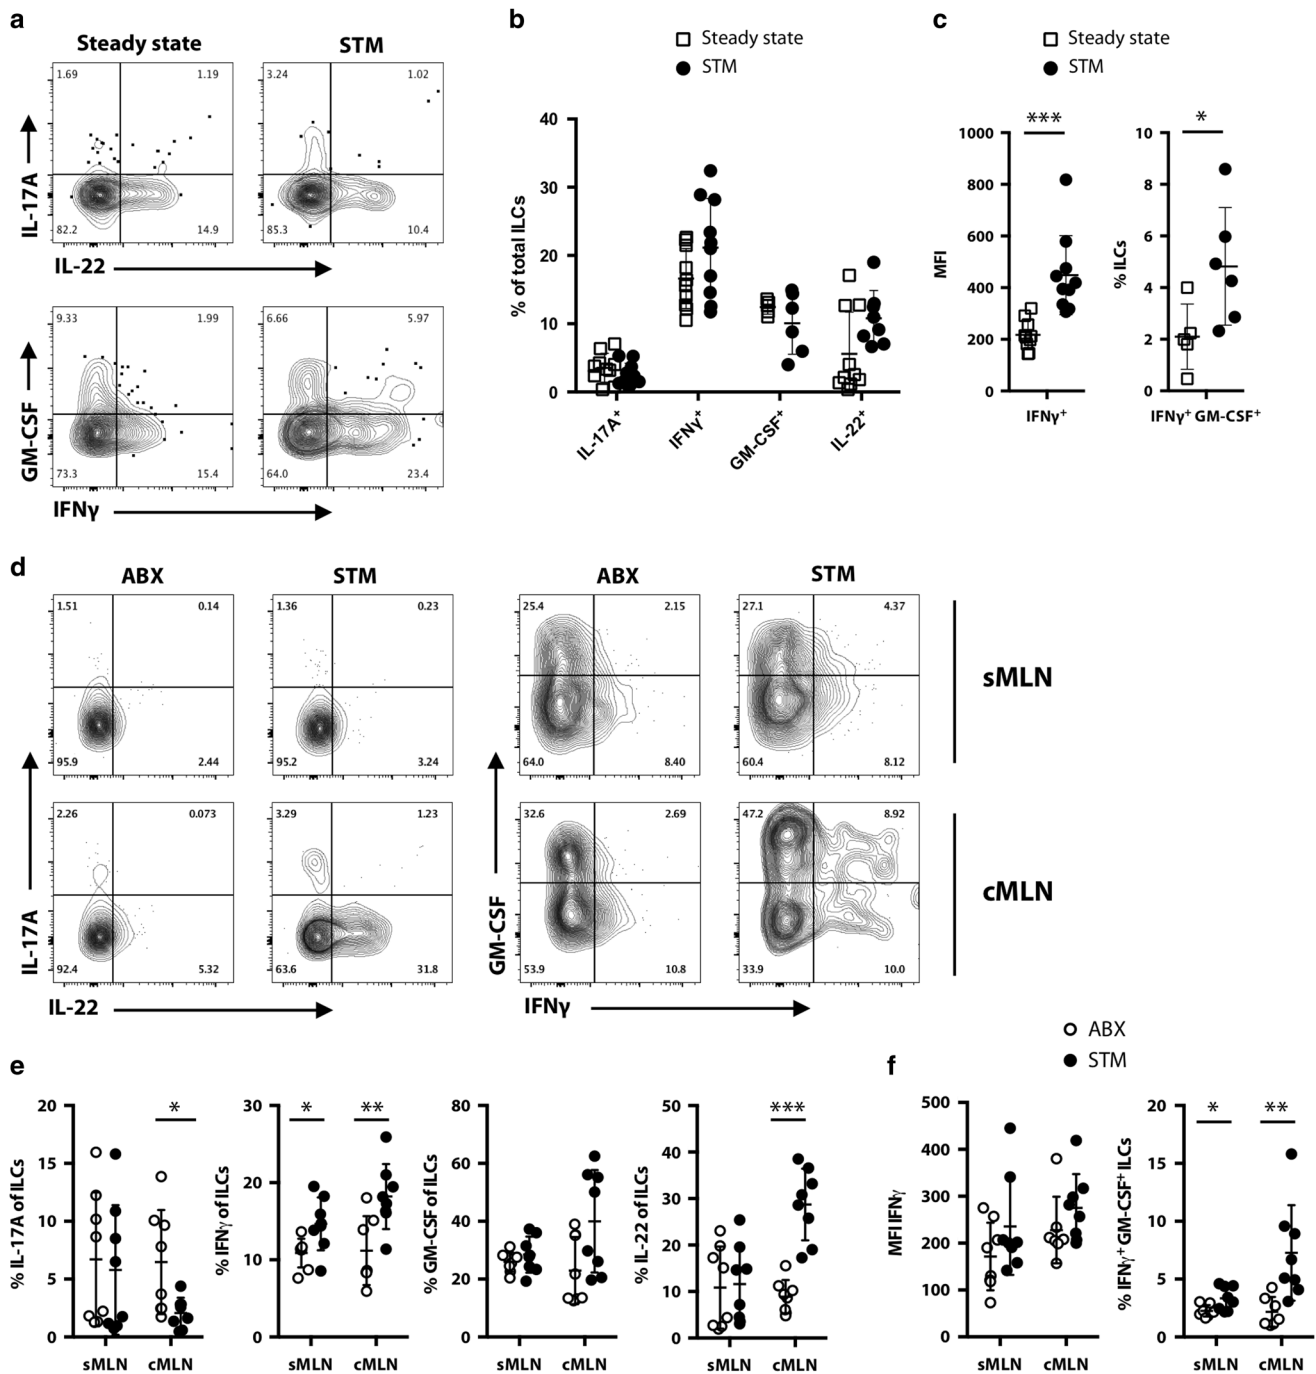 a
Steady state
STM
1.69
1.19
82.2
14.9
3.24
1.02
85.3
10.4
IL-17A
IL-22
9.33
1.99
73.3
15.4
6.66
5.97
64.0
23.4
GM-CSF
IFNγ
b
Steady state
STM
% of total ILCs
40
30
20
10
0
IL-17A⁺
IFNγ⁺
GM-CSF⁺
IL-22⁺
c
Steady state
STM
MFI
1000
800
600
400
200
0
***
IFNγ⁺
% ILCs
10
8
6
4
2
0
*
IFNγ⁺ GM-CSF⁺
d
ABX
STM
ABX
STM
1.51
0.14
95.9
2.44
1.36
0.23
95.2
3.24
25.4
2.15
64.0
8.40
27.1
4.37
60.4
8.12
sMLN
2.26
0.073
92.4
5.32
3.29
1.23
63.6
31.8
32.6
2.69
53.9
10.8
47.2
8.92
33.9
10.0
cMLN
IL-17A
IL-22
GM-CSF
IFNγ
ABX
STM
e
% IL-17A of ILCs
20
15
10
5
0
*
sMLN
cMLN
% IFNγ of ILCs
30
20
10
0
*
**
sMLN
cMLN
% GM-CSF of ILCs
80
60
40
20
0
sMLN
cMLN
% IL-22 of ILCs
50
40
30
20
10
0
***
sMLN
cMLN
f
MFI IFNγ
500
400
300
200
100
0
sMLN
cMLN
% IFNγ⁺ GM-CSF⁺ ILCs
20
15
10
5
0
*
**
sMLN
cMLN